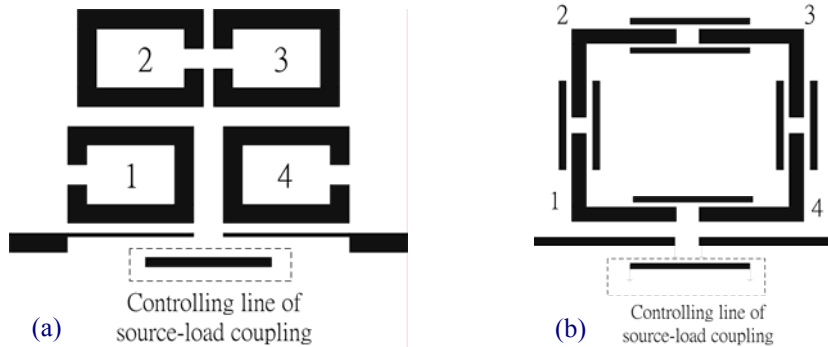 2 3
1 4
Controlling line of
source-load coupling
(a)
2 3
1 4
Controlling line of
source-load coupling
(b)